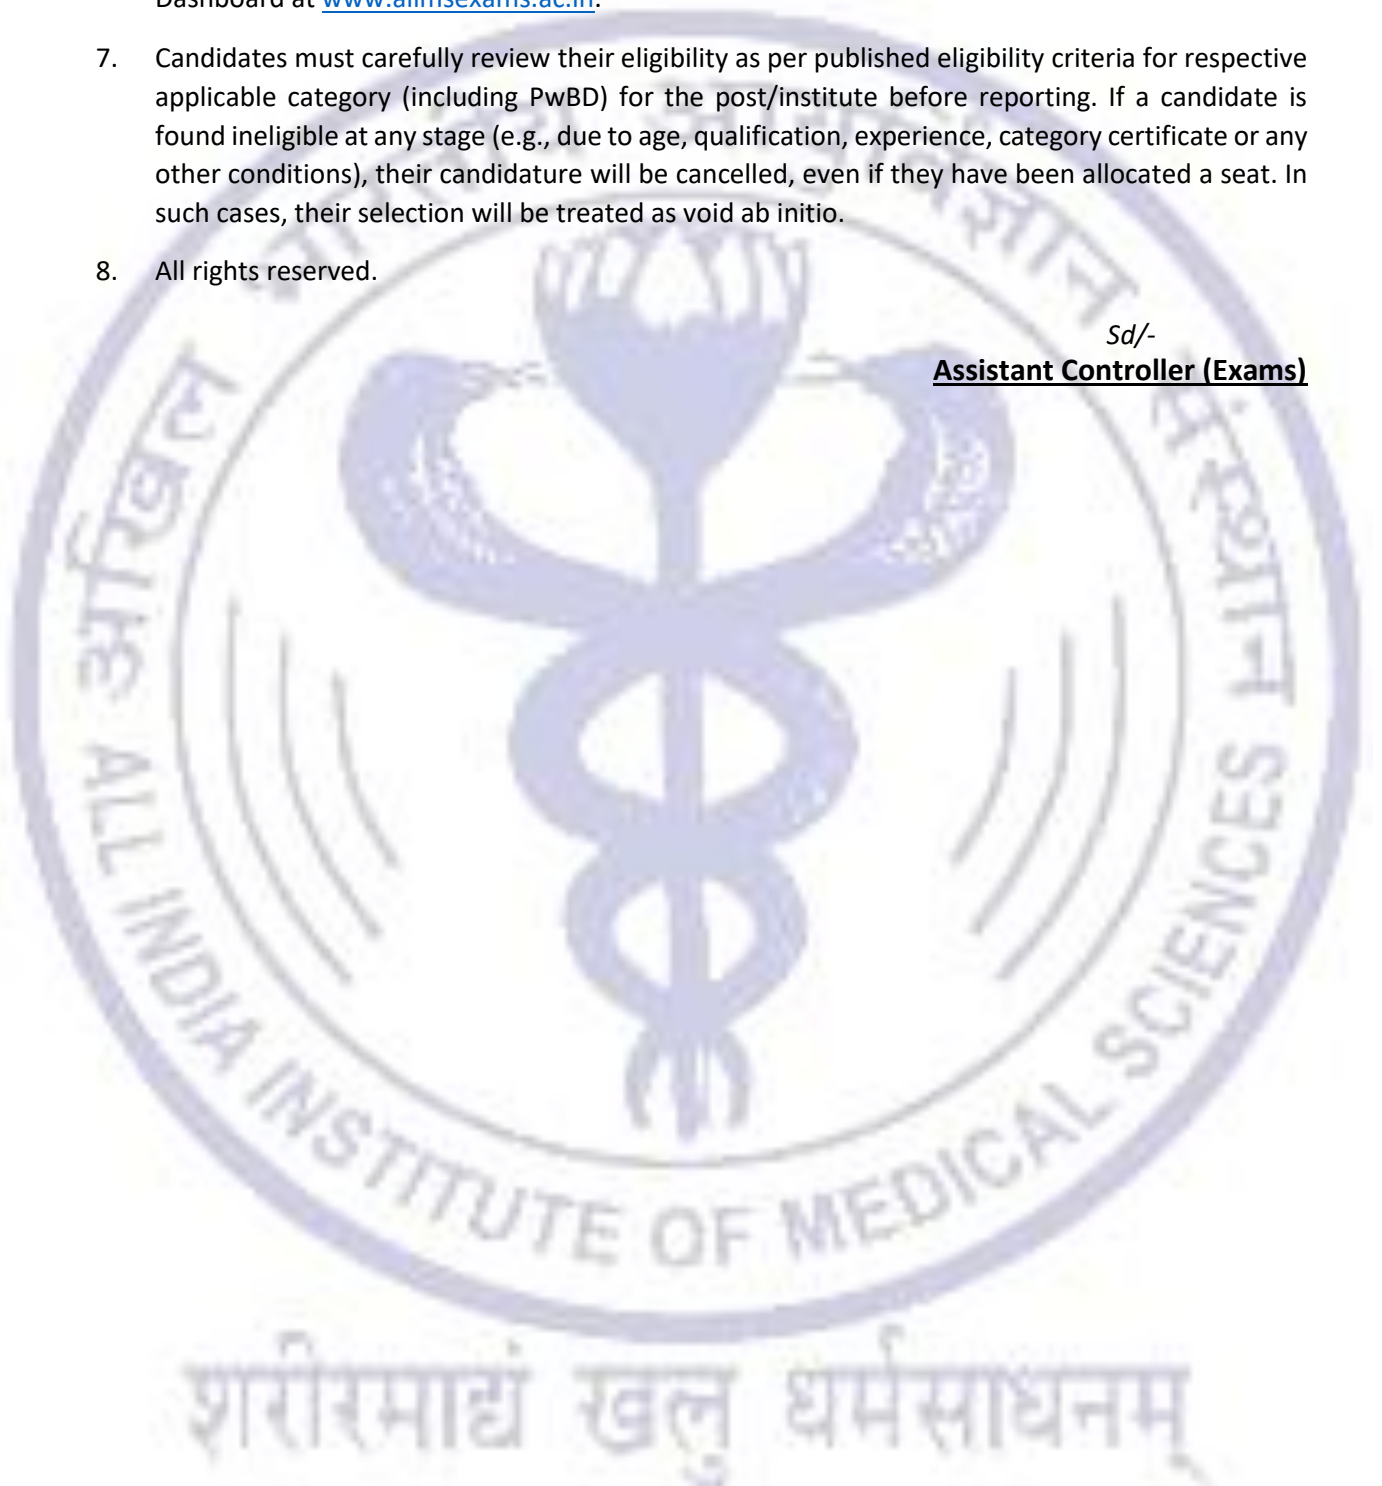 Dashboard at www.aiimsexams.ac.in.
7. Candidates must carefully review their eligibility as per published eligibility criteria for respective
applicable category (including PwBD) for the post/institute before reporting. If a candidate is
found ineligible at any stage (e.g., due to age, qualification, experience, category certificate or any
other conditions), their candidature will be cancelled, even if they have been allocated a seat. In
such cases, their selection will be treated as void ab initio.
8. All rights reserved.
Sd/-
Assistant Controller (Exams)
अखिल भारतीय आयुर्विज्ञान संस्थान
ALL INDIA INSTITUTE OF MEDICAL SCIENCES
शरीरमाद्यं खलु धर्मसाधनम्